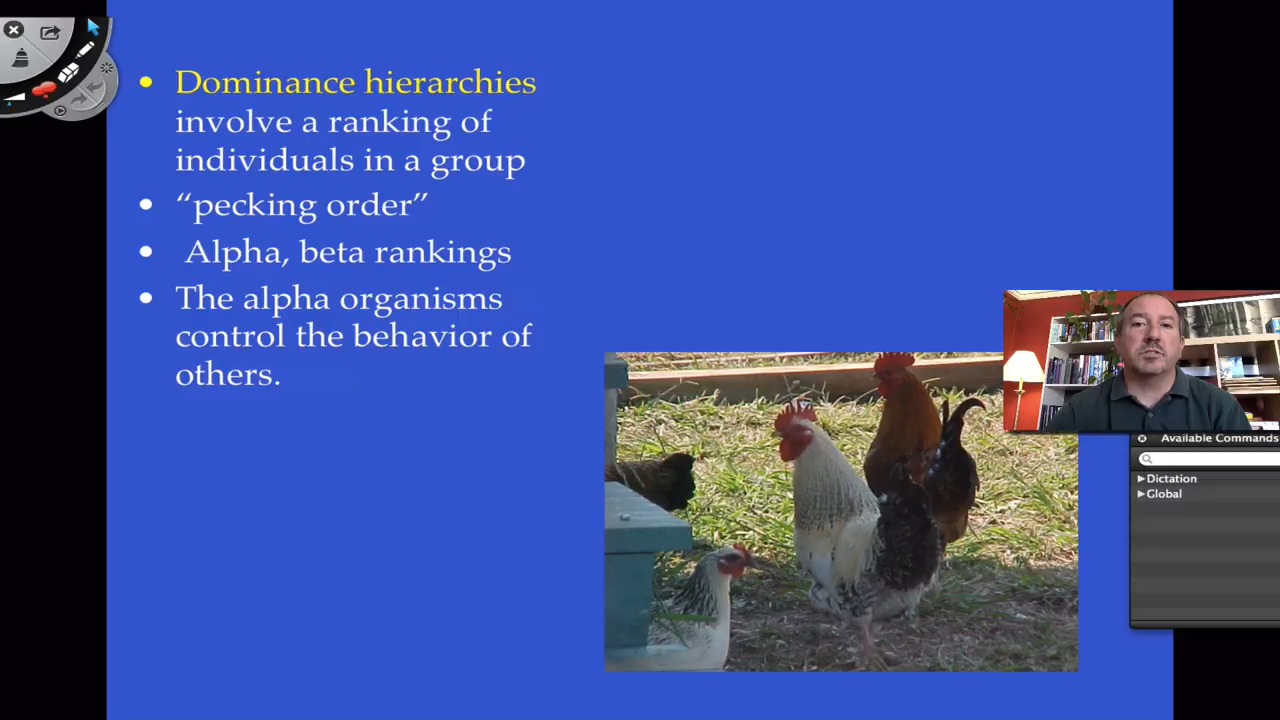 Dominance hierarchies
involve a ranking of
individuals in a group
“pecking order”
Alpha, beta rankings
The alpha organisms
control the behavior of
others.
Available Commands
Dictation
Global